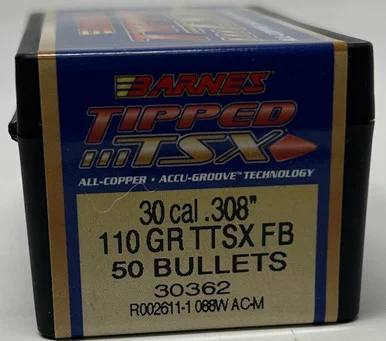 BARNES
TIPPED
TSX
ALL-COPPER • ACCU-GROOVE™ TECHNOLOGY
30 cal .308"
110 GR TTSX FB
50 BULLETS
30362
R002611-1 088W AC-M